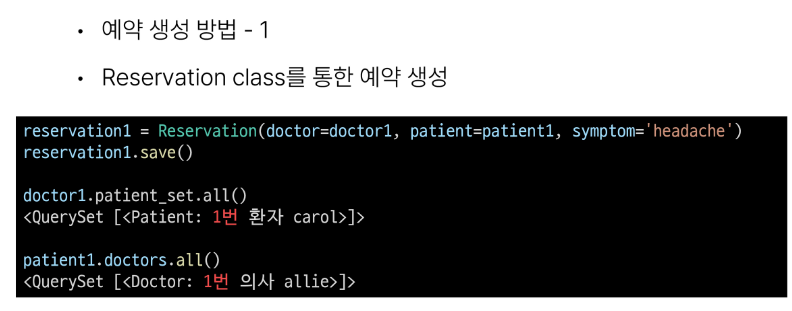 • 예약 생성 방법 - 1
• Reservation class를 통한 예약 생성
reservation1 = Reservation(doctor=doctor1, patient=patient1, symptom='headache')
reservation1.save()
doctor1.patient_set.all()
<QuerySet [<Patient: 1번 환자 carol>]>
patient1.doctors.all()
<QuerySet [<Doctor: 1번 의사 allie>]>